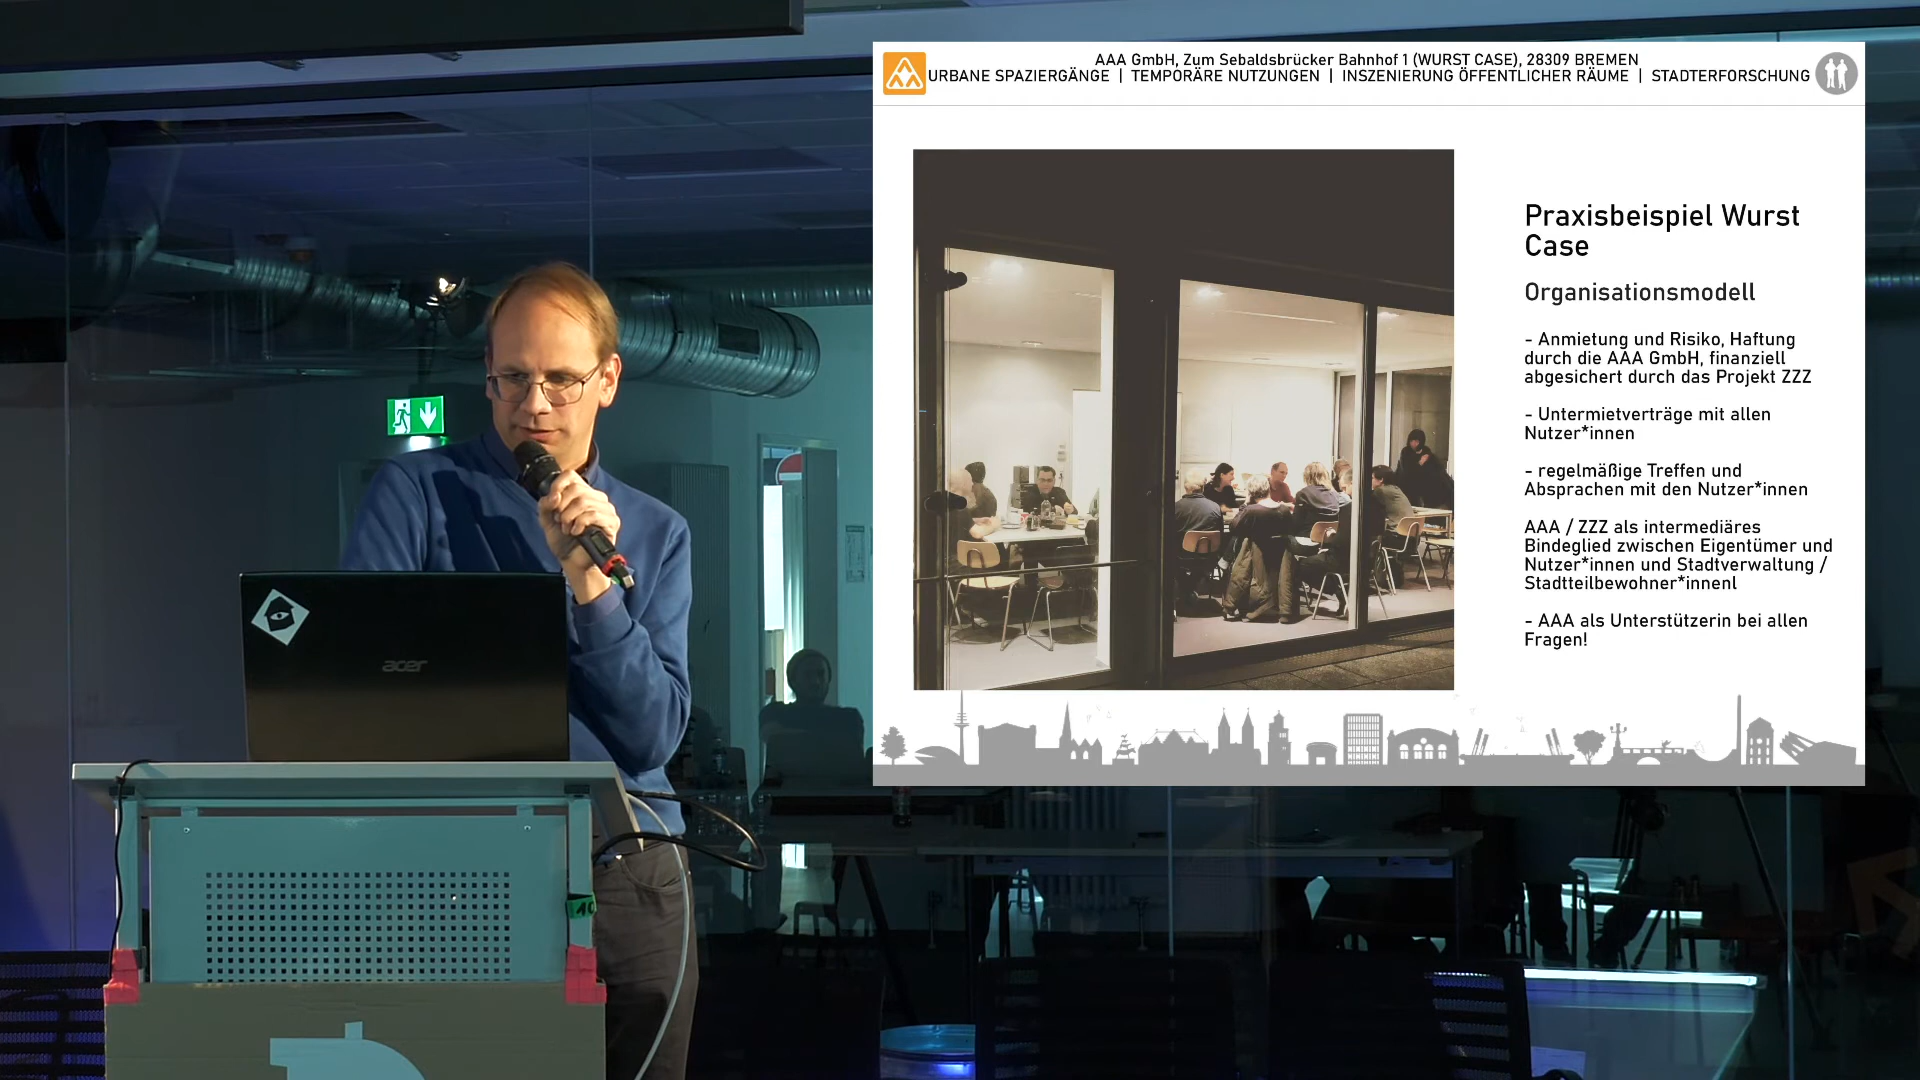 AAA GmbH, Zum Sebaldsbrücker Bahnhof 1 (WURST CASE), 28309 BREMEN
URBANE SPAZIERGÄNGE | TEMPORÄRE NUTZUNGEN | INSZENIERUNG ÖFFENTLICHER RÄUME | STADTERFORSCHUNG
Praxisbeispiel Wurst
Case
Organisationsmodell
- Anmietung und Risiko, Haftung
durch die AAA GmbH, finanziell
abgesichert durch das Projekt ZZZ
- Untermietverträge mit allen
Nutzer*innen
- regelmäßige Treffen und
Absprachen mit den Nutzer*innen
AAA / ZZZ als intermediäres
Bindeglied zwischen Eigentümer und
Nutzer*innen und Stadtverwaltung /
Stadtteilbewohner*innenl
- AAA als Unterstützerin bei allen
Fragen!
acer